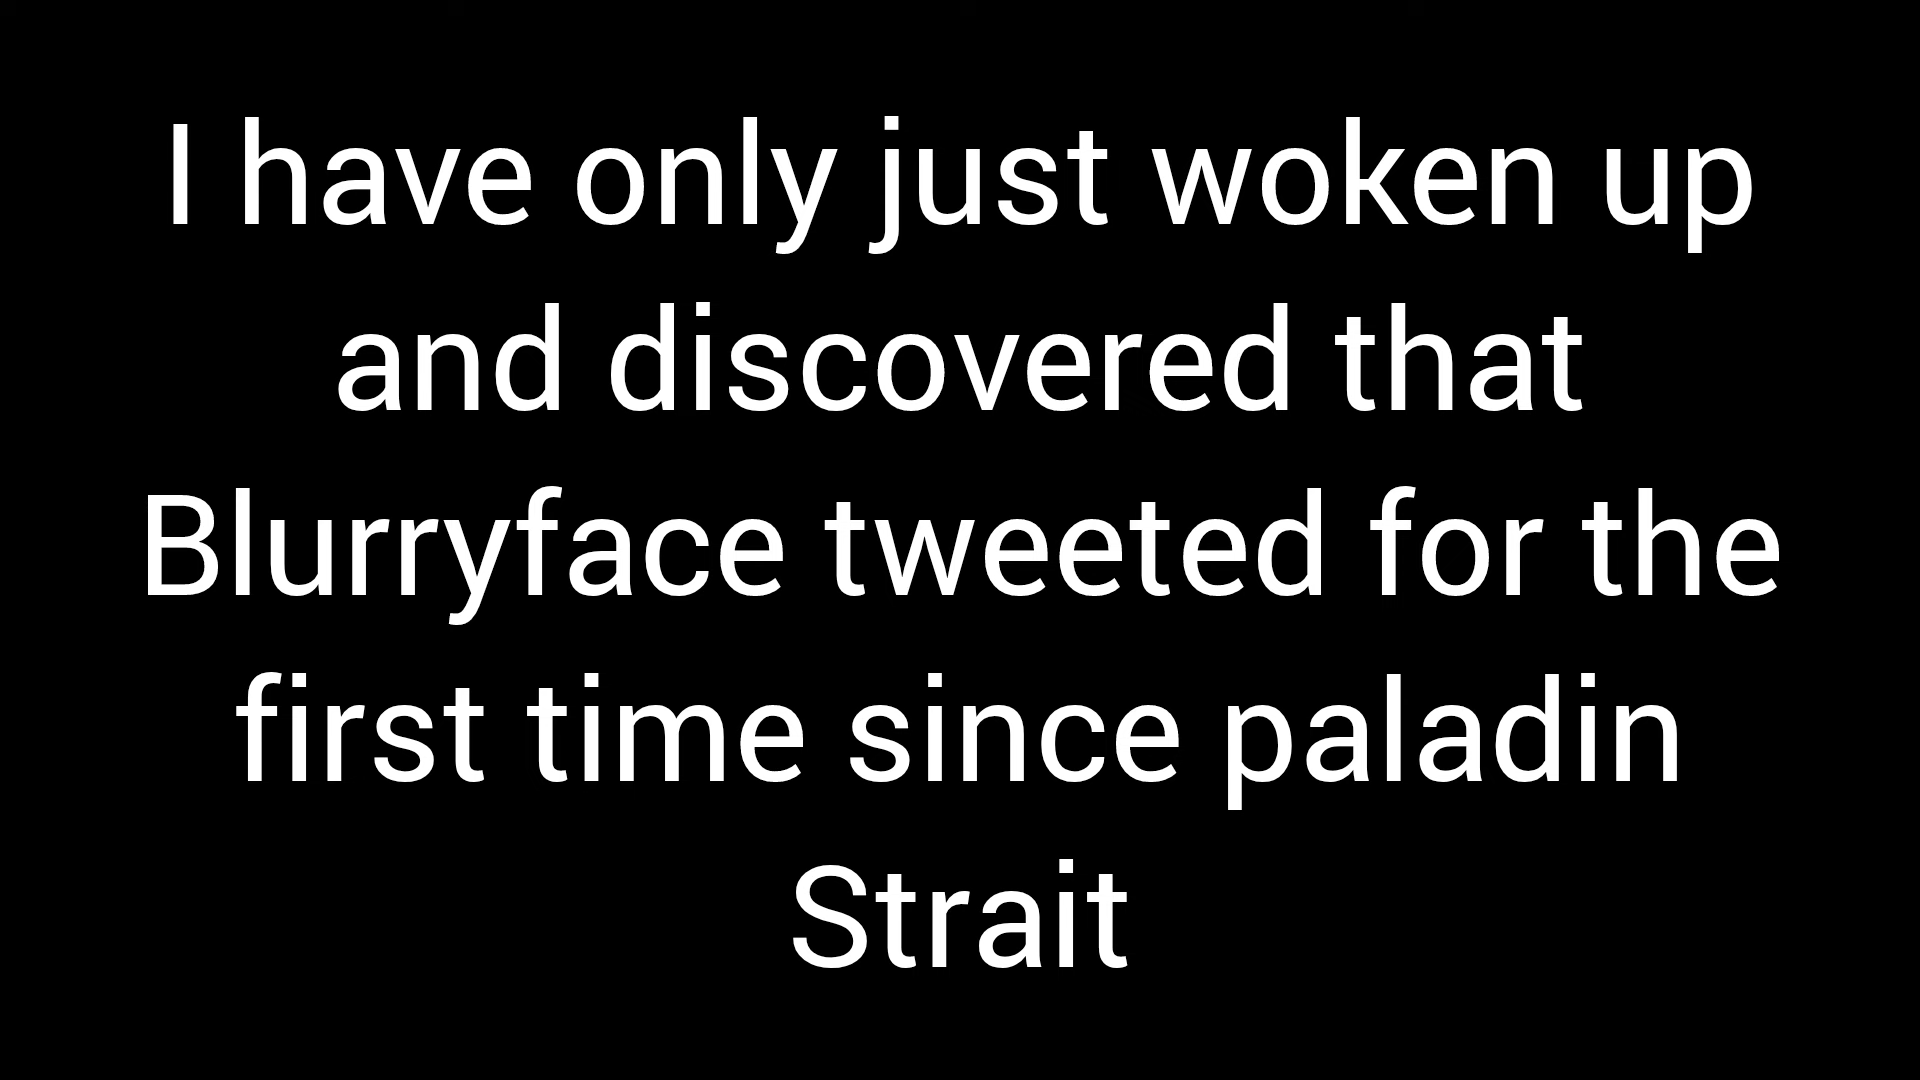 I have only just woken up
and discovered that
Blurryface tweeted for the
first time since paladin
Strait